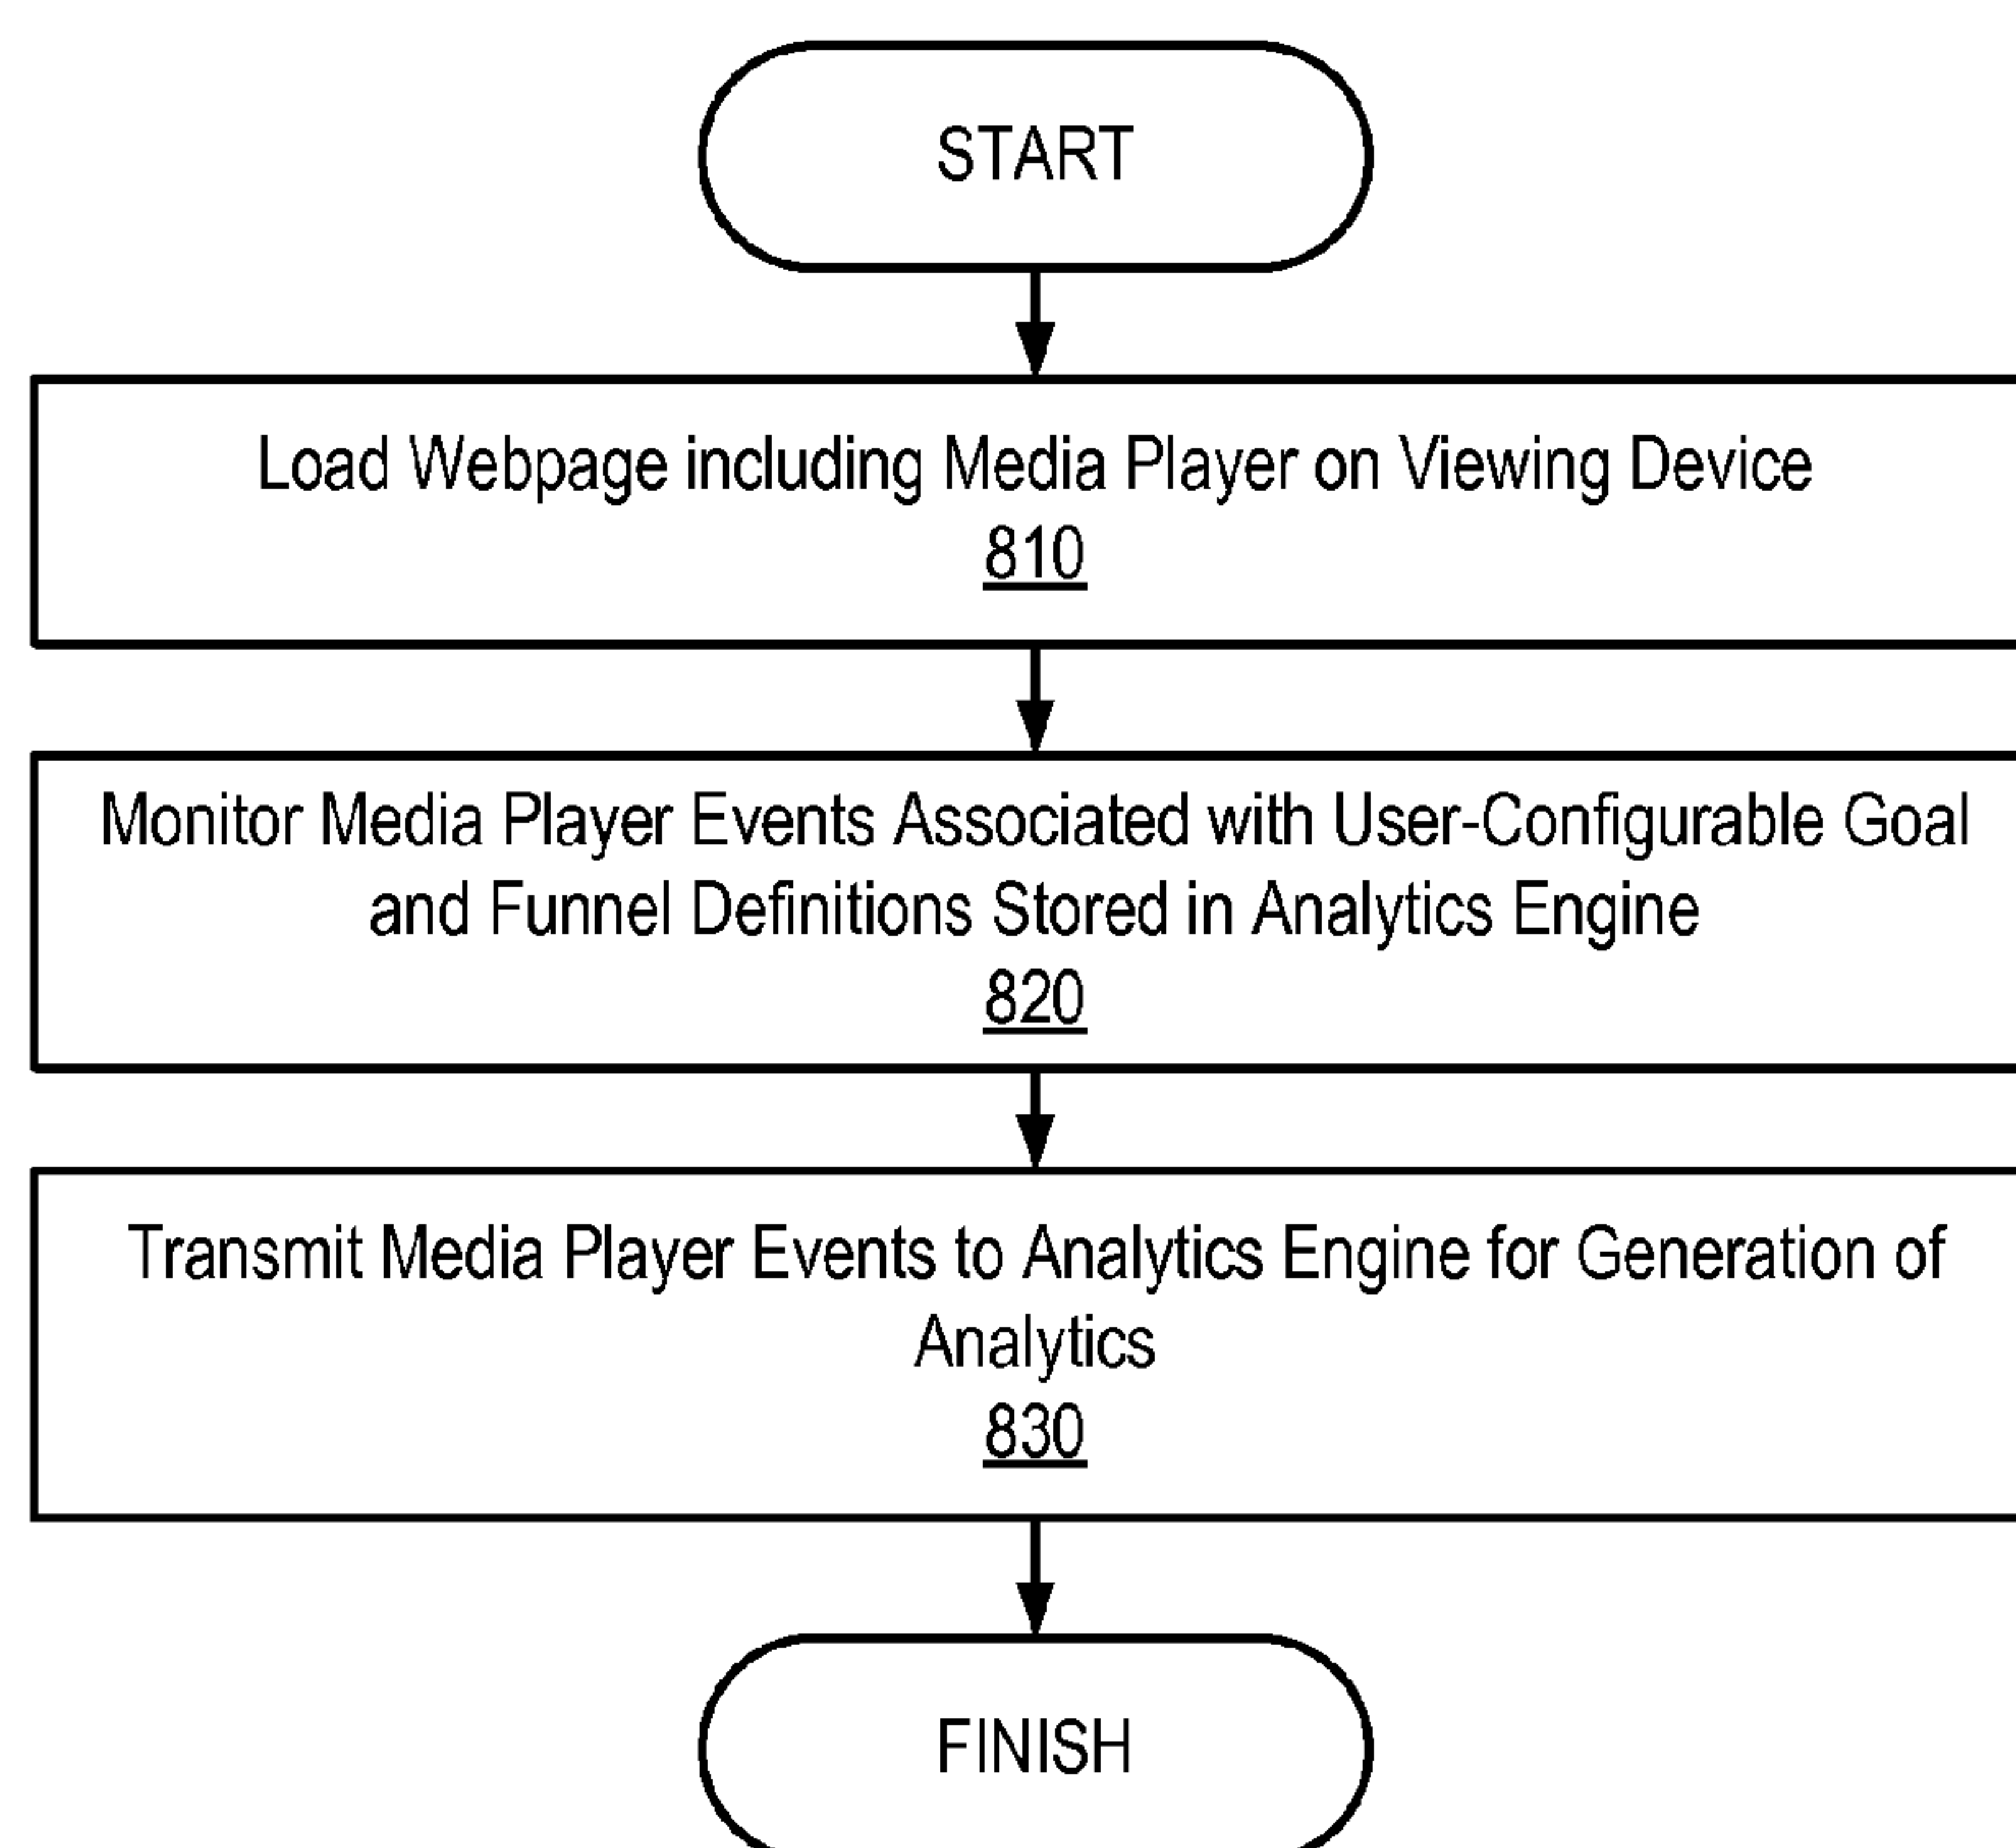 START
Load Webpage including Media Player on Viewing Device
810
Monitor Media Player Events Associated with User-Configurable Goal
and Funnel Definitions Stored in Analytics Engine
820
Transmit Media Player Events to Analytics Engine for Generation of
Analytics
830
FINISH